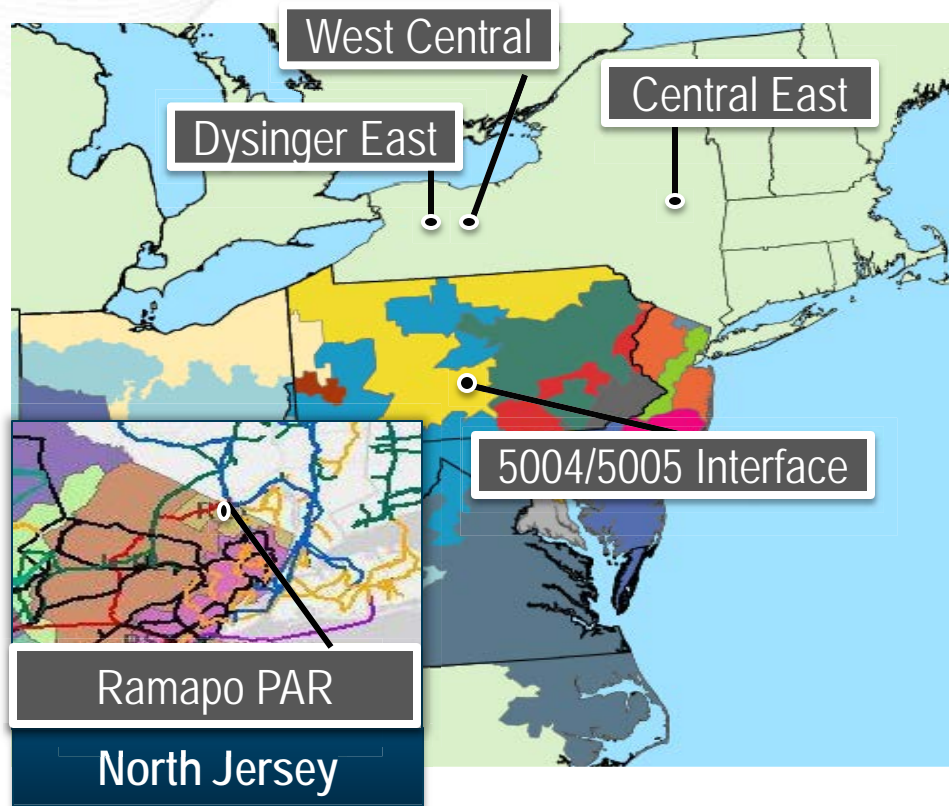 West Central
Central East
Dysinger East
5004/5005 Interface
Ramapo PAR
North Jersey